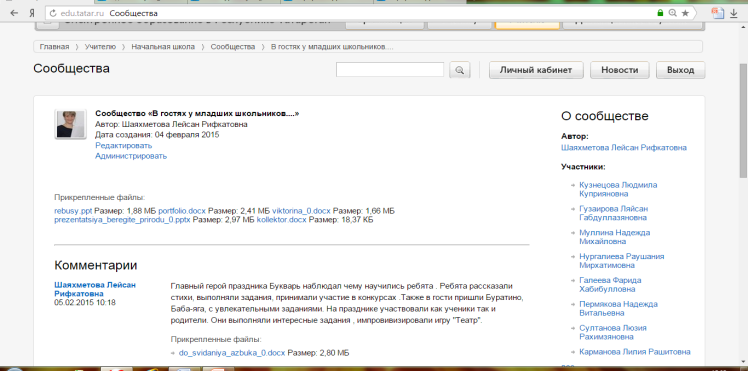 edu.tatar.ru Сообщества
Главная > Учителю > Начальная школа > Сообщества > В гостях у младших школьников....
Сообщества
Личный кабинет Новости Выход
Сообщество «В гостях у младших школьников....»
Автор: Шаяхметова Лейсан Рифкатовна
Дата создания: 04 февраля 2015
Редактировать
Администрировать
Прикрепленные файлы:
rebusy.ppt Размер: 1,88 МБ portfolio.docx Размер: 2,41 МБ viktorina_0.docx Размер: 1,66 МБ
prezentatsiya_beregite_prirodu_0.pptx Размер: 2,97 МБ kollektor.docx Размер: 18,37 КБ
Комментарии
Шаяхметова Лейсан
Рифкатовна
05.02.2015 10:18
Главный герой праздника Букварь наблюдал чему научились ребята . Ребята рассказали
стихи, выполняли задания, принимали участие в конкурсах .Также в гости пришли Буратино,
Баба-яга, с увлекательными заданиями. На празднике участвовали как ученики так и
родители. Они выполняли интересные задания , импровивизировали игру "Театр".
Прикрепленные файлы:
do_svidaniya_azbuka_0.docx Размер: 2,80 МБ
О сообществе
Автор:
Шаяхметова Лейсан Рифкатовна
Участники:
Кузнецова Людмила
Куприяновна
Гузаирова Ляйсан
Габдуллазяновна
Муллина Надежда
Михайловна
Нургалиева Раушания
Мирхатимовна
Галеева Фарида
Хабибулловна
Пермякова Надежда
Витальевна
Султанова Люзия
Рахимзяновна
Карманова Лилия Рашитовна